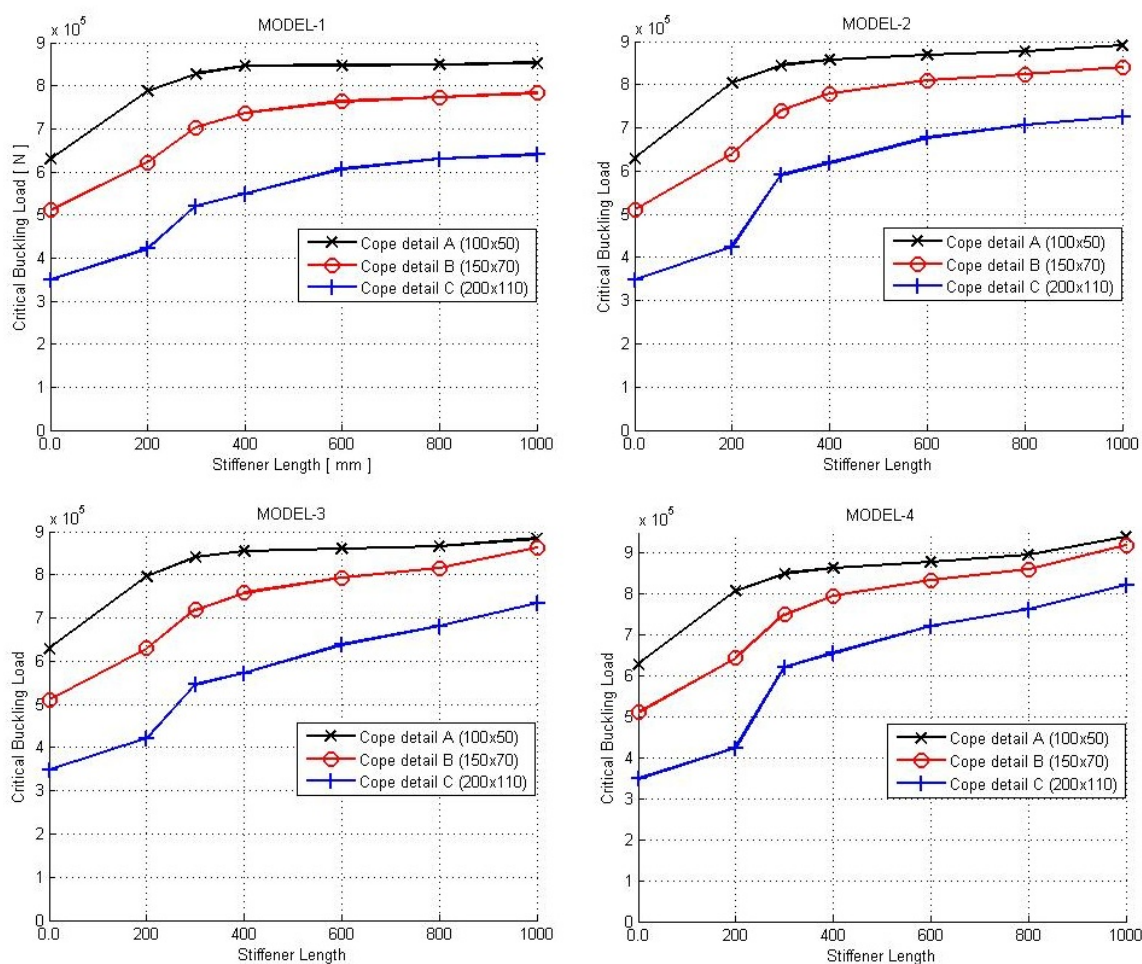 MODEL-1
x 10^5
9
8
7
6
5
4
3
2
1
0
Critical Buckling Load [ N ]
Cope detail A (100x50)
Cope detail B (150x70)
Cope detail C (200x110)
0.0 200 300 400 600 800 1000
Stiffener Length [ mm ]
MODEL-2
x 10^5
9
8
7
6
5
4
3
2
1
0
Critical Buckling Load
Cope detail A (100x50)
Cope detail B (150x70)
Cope detail C (200x110)
0.0 200 300 400 600 800 1000
Stiffener Length
MODEL-3
x 10^5
9
8
7
6
5
4
3
2
1
0
Critical Buckling Load
Cope detail A (100x50)
Cope detail B (150x70)
Cope detail C (200x110)
0.0 200 300 400 600 800 1000
Stiffener Length
MODEL-4
x 10^5
9
8
7
6
5
4
3
2
1
0
Critical Buckling Load
Cope detail A (100x50)
Cope detail B (150x70)
Cope detail C (200x110)
0.0 200 300 400 600 800 1000
Stiffener Length